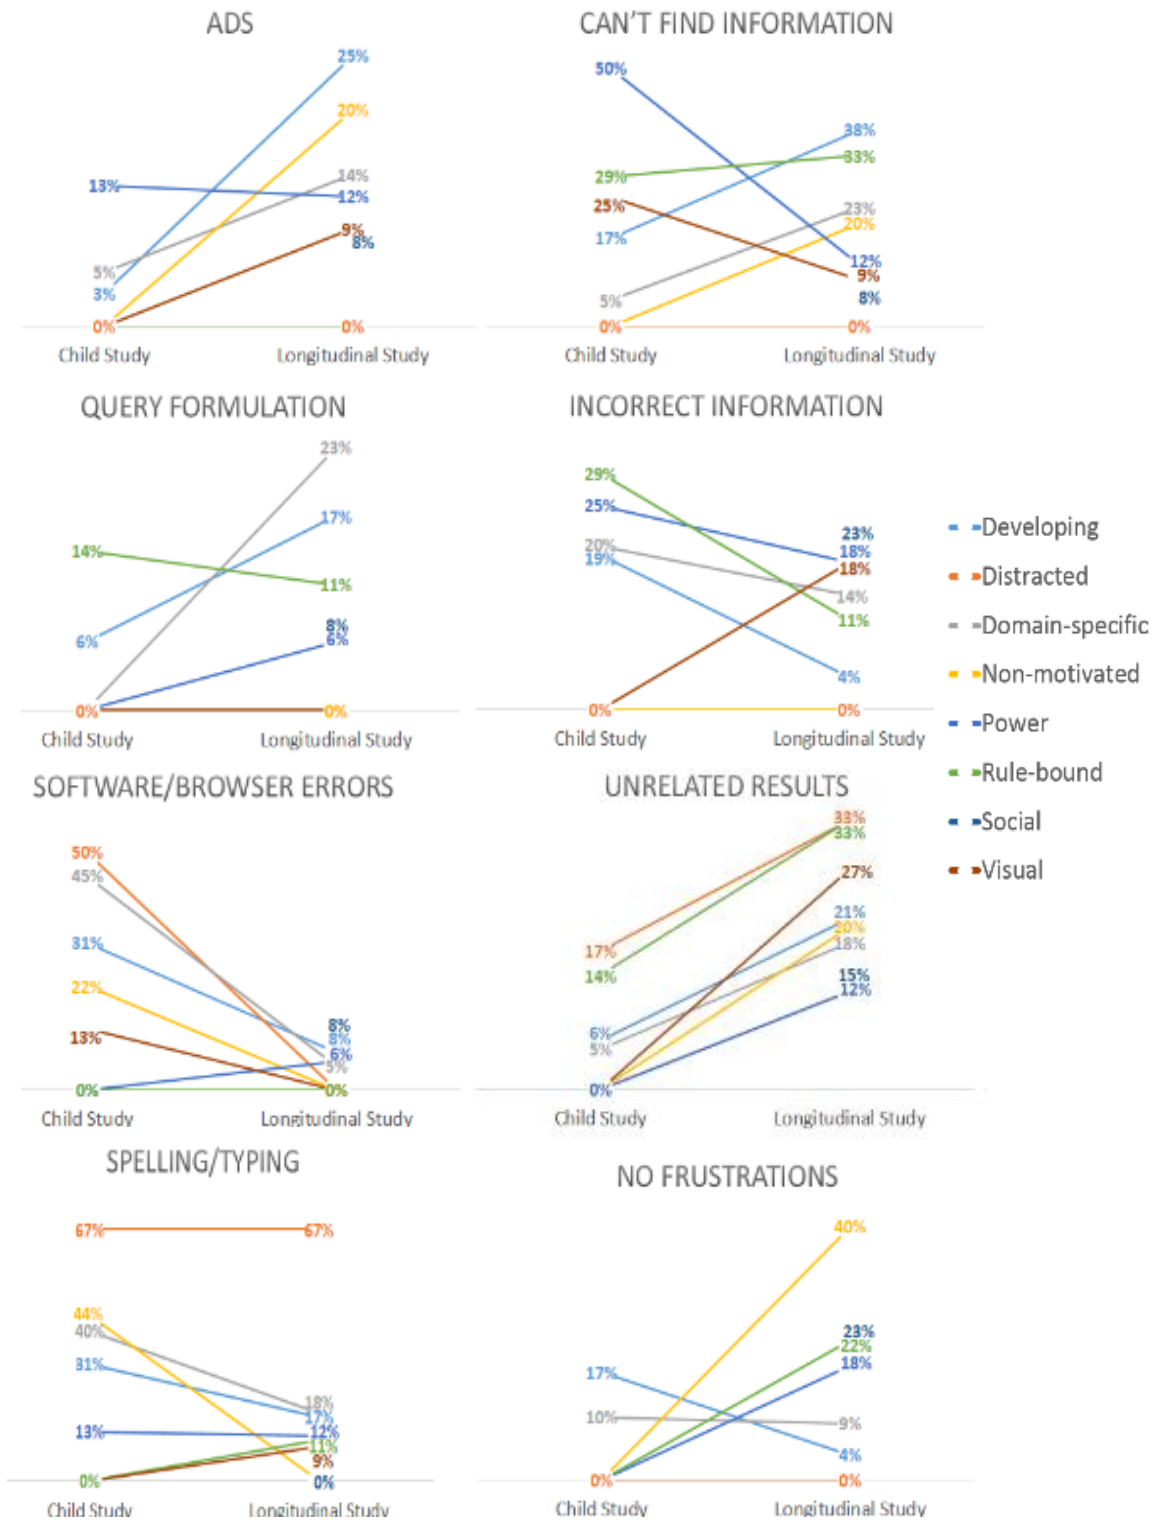 ADS
25%
20%
14%
13%
12%
9%
8%
5%
3%
0%
0%
Child Study
Longitudinal Study
CAN'T FIND INFORMATION
50%
38%
33%
29%
25%
23%
20%
17%
12%
9%
8%
5%
0%
0%
Child Study
Longitudinal Study
QUERY FORMULATION
23%
17%
14%
11%
8%
6%
6%
0%
0%
Child Study
Longitudinal Study
INCORRECT INFORMATION
29%
25%
23%
20%
18%
19%
18%
14%
11%
4%
0%
0%
Child Study
Longitudinal Study
Developing
Distracted
Domain-specific
Non-motivated
Power
Rule-bound
Social
Visual
SOFTWARE/BROWSER ERRORS
50%
45%
31%
22%
13%
8%
8%
6%
5%
0%
0%
Child Study
Longitudinal Study
UNRELATED RESULTS
33%
33%
27%
21%
20%
18%
17%
14%
15%
12%
6%
5%
0%
Child Study
Longitudinal Study
SPELLING/TYPING
67%
67%
44%
40%
31%
18%
17%
13%
12%
11%
9%
0%
0%
Child Study
Longitudinal Study
NO FRUSTRATIONS
40%
23%
22%
18%
17%
10%
9%
4%
0%
0%
Child Study
Longitudinal Study